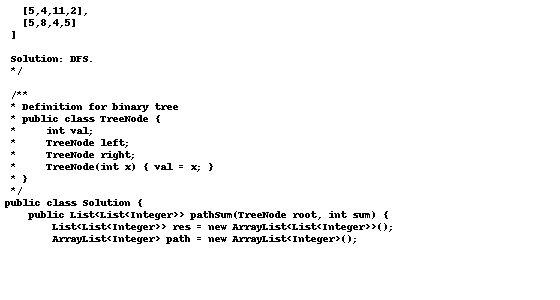 [5,4,11,2],
[5,8,4,5]
]
Solution: DFS.
*/
/**
* Definition for binary tree
* public class TreeNode {
*     int val;
*     TreeNode left;
*     TreeNode right;
*     TreeNode(int x) { val = x; }
* }
*/
public class Solution {
    public List<List<Integer>> pathSum(TreeNode root, int sum) {
        List<List<Integer>> res = new ArrayList<List<Integer>>();
        ArrayList<Integer> path = new ArrayList<Integer>();